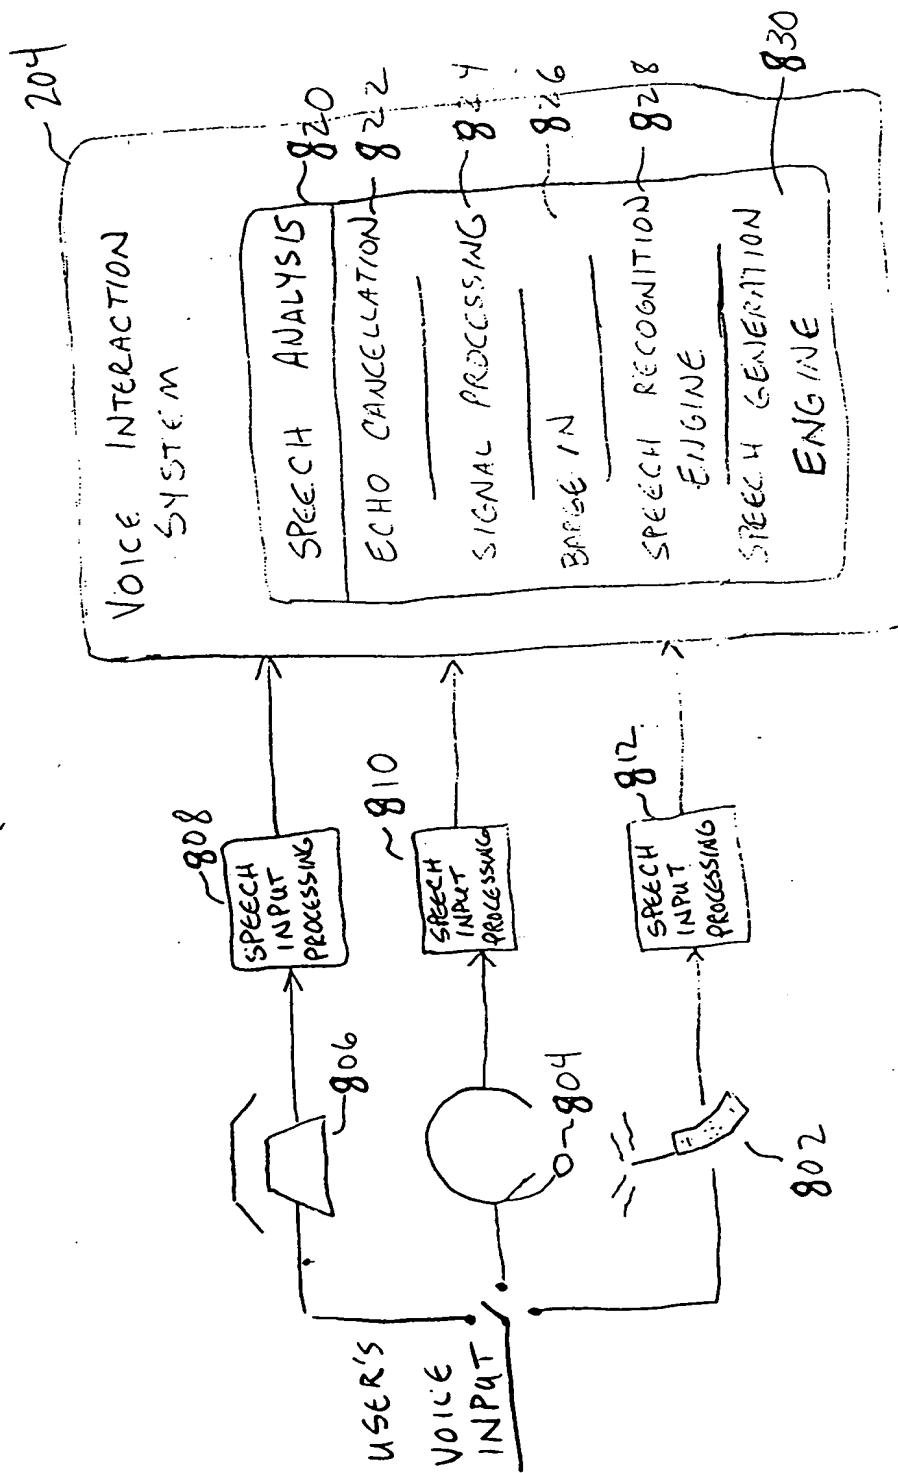 204
VOICE INTERACTION
SYSTEM
SPEECH ANALYSIS
820
ECHO CANCELLATION
822
SIGNAL PROCESSING
824
BARGE IN
826
SPEECH RECOGNITION
ENGINE
828
SPEECH GENERATION
ENGINE
830
808
SPEECH
INPUT
PROCESSING
810
SPEECH
INPUT
PROCESSING
812
SPEECH
INPUT
PROCESSING
806
804
802
USER'S
VOICE
INPUT